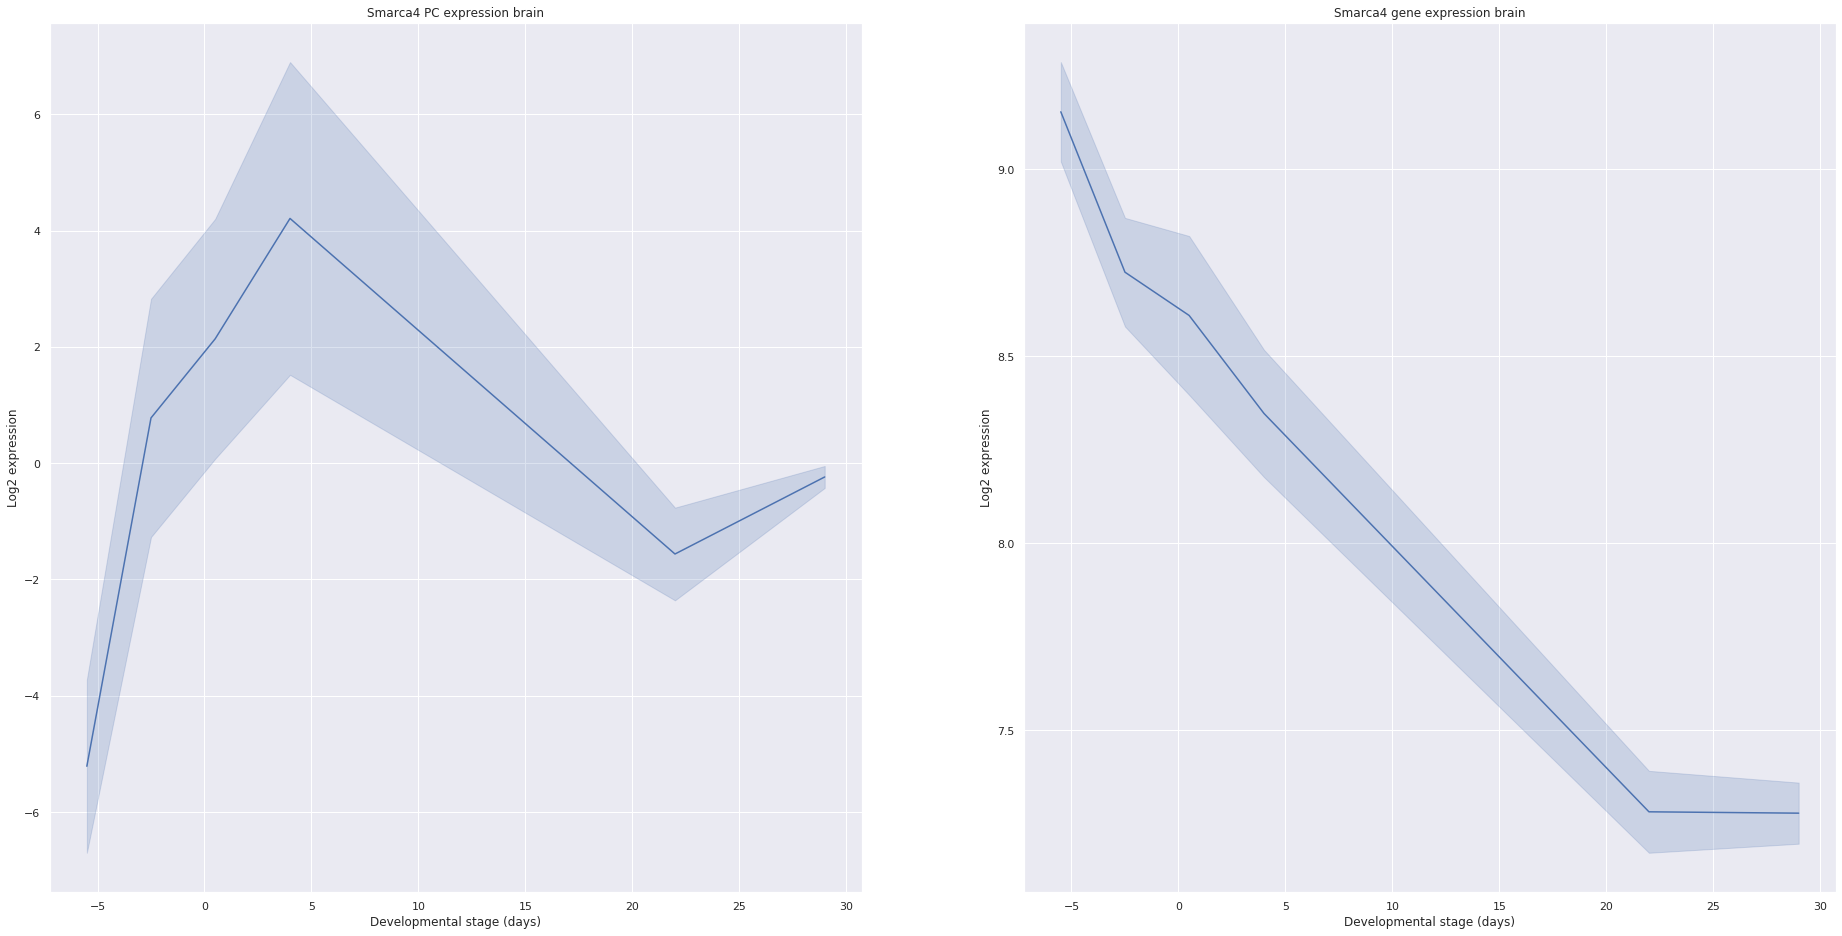 Smarca4 PC expression brain
Log2 expression
6
4
2
0
−2
−4
−6
−5 0 5 10 15 20 25 30
Developmental stage (days)
Smarca4 gene expression brain
Log2 expression
9.0
8.5
8.0
7.5
−5 0 5 10 15 20 25 30
Developmental stage (days)